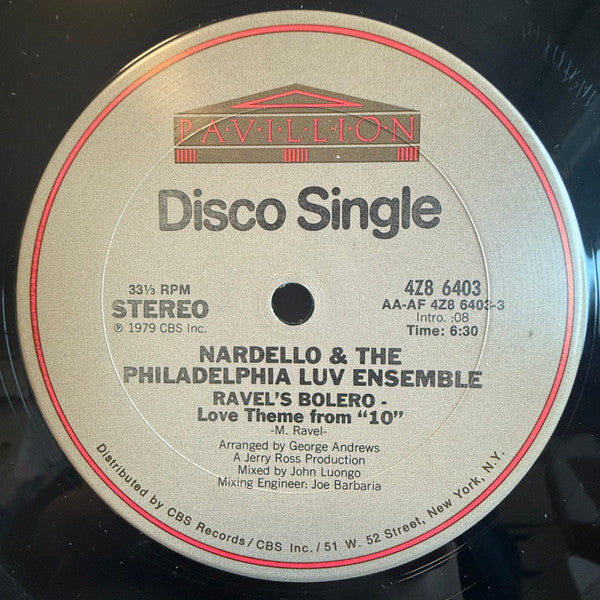 P·A·V·I·L·L·I·O·N
Disco Single
33⅓ RPM
STEREO
℗ 1979 CBS Inc.
4Z8 6403
AA-AF 4Z8 6403-3
Intro. :08
Time: 6:30
NARDELLO & THE
PHILADELPHIA LUV ENSEMBLE
RAVEL'S BOLERO -
Love Theme from “10”
-M. Ravel-
Arranged by George Andrews
A Jerry Ross Production
Mixed by John Luongo
Mixing Engineer: Joe Barbaria
Distributed by CBS Records/CBS Inc./51 W. 52 Street, New York, N.Y.